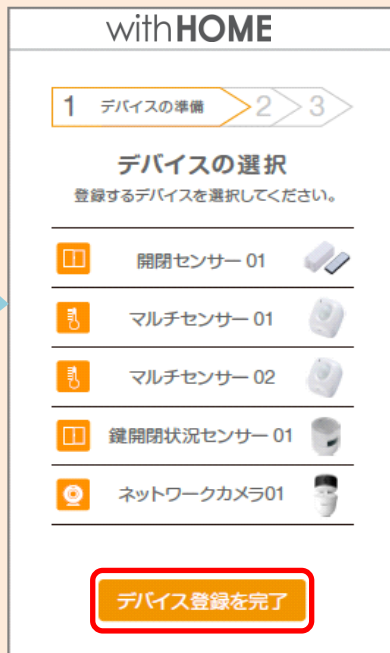 withHOME
1 デバイスの準備 2 3
デバイスの選択
登録するデバイスを選択してください。
開閉センサー 01
マルチセンサー 01
マルチセンサー 02
鍵開閉状況センサー 01
ネットワークカメラ01
デバイス登録を完了